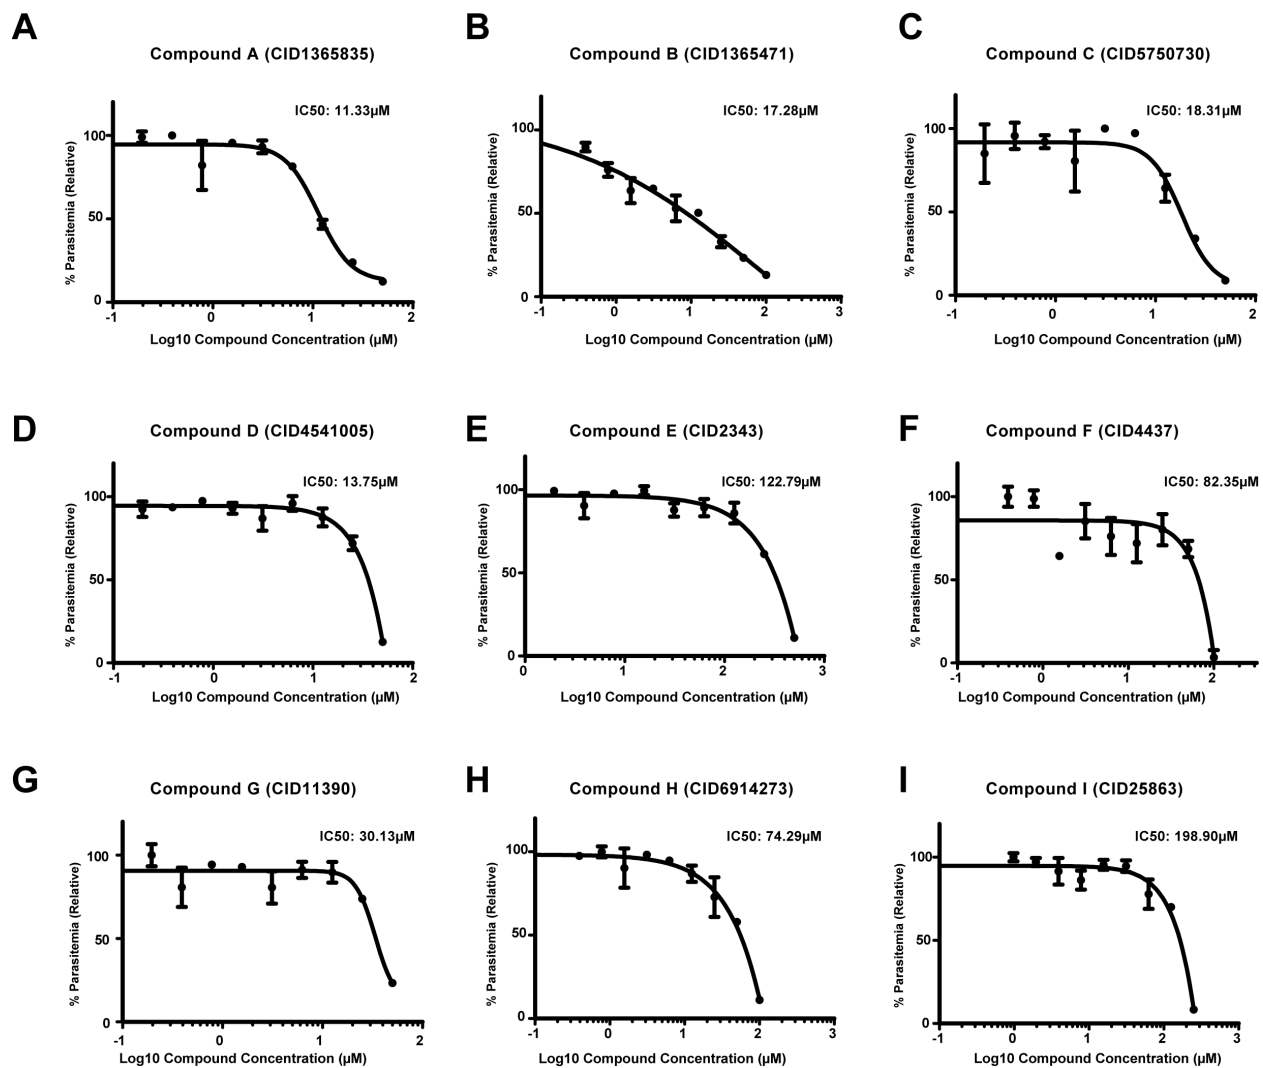 A
Compound A (CID1365835)
IC50: 11.33µM
% Parasitemia (Relative)
100
50
0
-1
0
1
2
Log10 Compound Concentration (µM)
B
Compound B (CID1365471)
IC50: 17.28µM
% Parasitemia (Relative)
100
50
0
-1
0
1
2
3
Log10 Compound Concentration (µM)
C
Compound C (CID5750730)
IC50: 18.31µM
% Parasitemia (Relative)
100
50
0
-1
0
1
2
Log10 Compound Concentration (µM)
D
Compound D (CID4541005)
IC50: 13.75µM
% Parasitemia (Relative)
100
50
0
-1
0
1
2
Log10 Compound Concentration (µM)
E
Compound E (CID2343)
IC50: 122.79µM
% Parasitemia (Relative)
100
50
0
0
1
2
3
Log10 Compound Concentration (µM)
F
Compound F (CID4437)
IC50: 82.35µM
% Parasitemia (Relative)
100
50
0
-1
0
1
2
Log10 Compound Concentration (µM)
G
Compound G (CID11390)
IC50: 30.13µM
% Parasitemia (Relative)
100
50
0
-1
0
1
2
Log10 Compound Concentration (µM)
H
Compound H (CID6914273)
IC50: 74.29µM
% Parasitemia (Relative)
100
50
0
-1
0
1
2
3
Log10 Compound Concentration (µM)
I
Compound I (CID25863)
IC50: 198.90µM
% Parasitemia (Relative)
100
50
0
-1
0
1
2
3
Log10 Compound Concentration (µM)